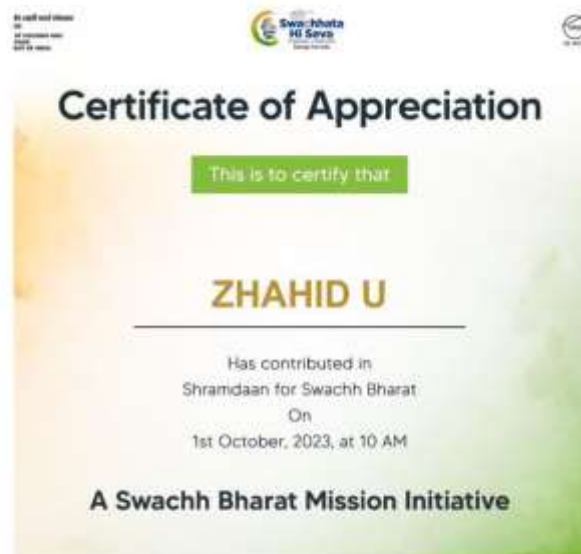 Swachhata
Hi Seva
Certificate of Appreciation
This is to certify that
ZHAHID U
Has contributed in
Shramdaan for Swachh Bharat
On
1st October, 2023, at 10 AM
A Swachh Bharat Mission Initiative